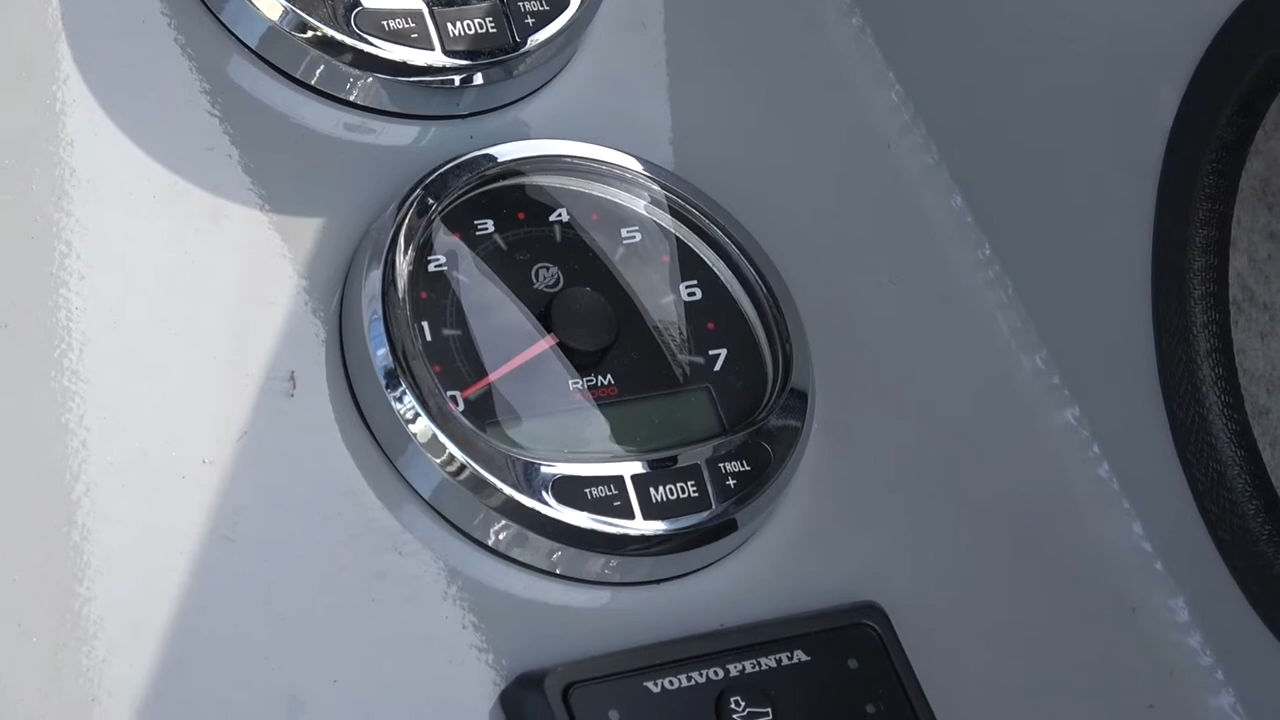 TROLL
-
MODE
TROLL
+
0
1
2
3
4
5
6
7
RPM
TROLL
-
MODE
TROLL
+
VOLVO PENTA